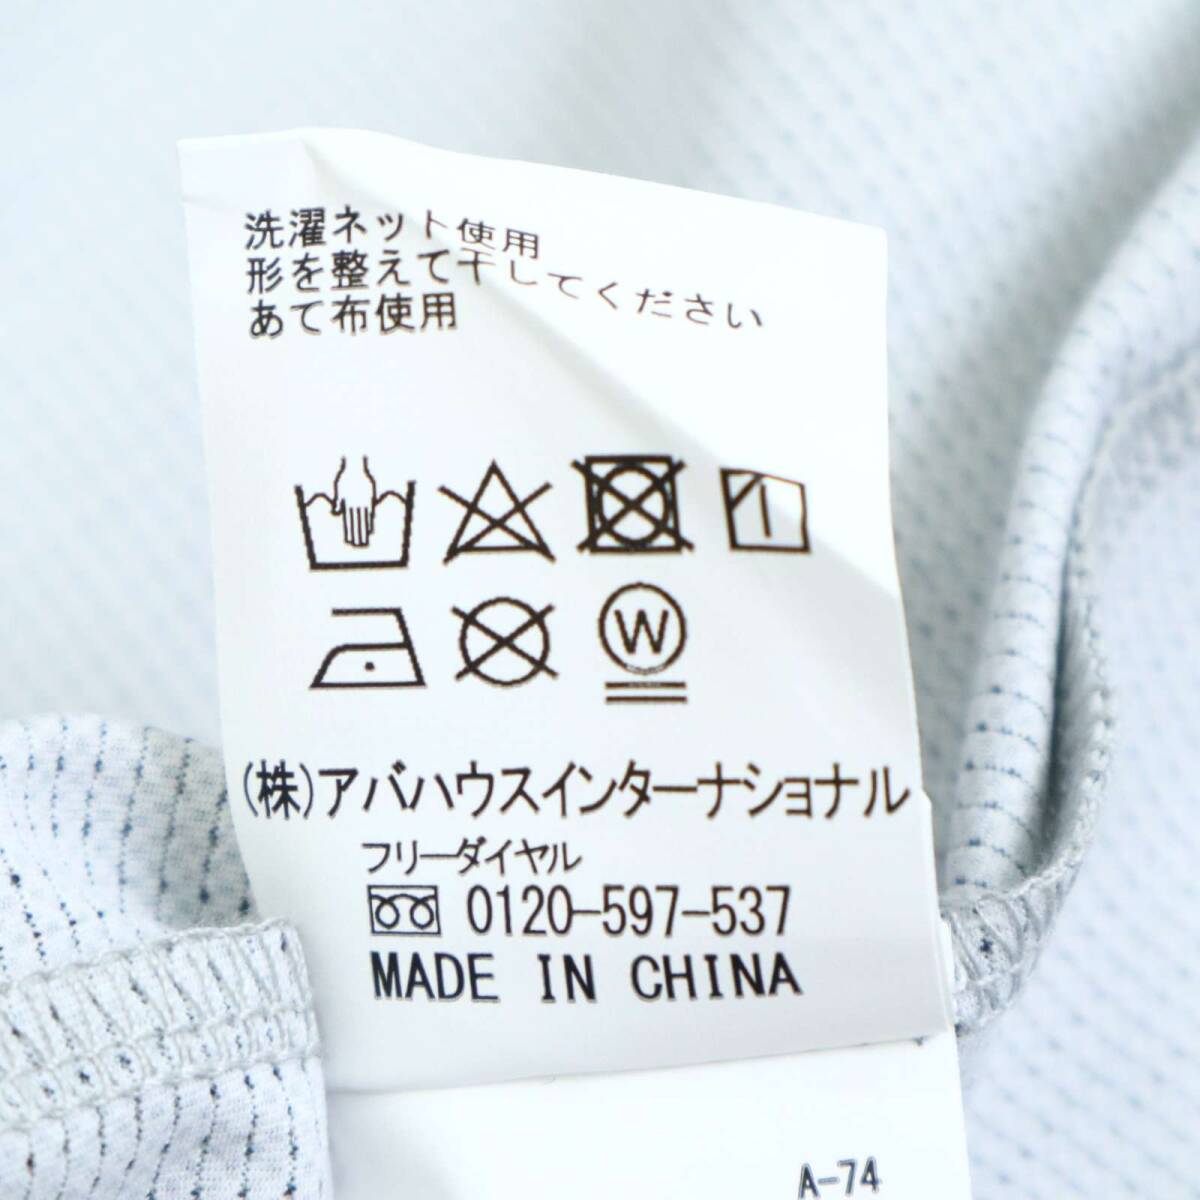 洗濯ネット使用
形を整えて干してください
あて布使用
W
(株)アバハウスインターナショナル
フリーダイヤル
0120-597-537
MADE IN CHINA
A-74